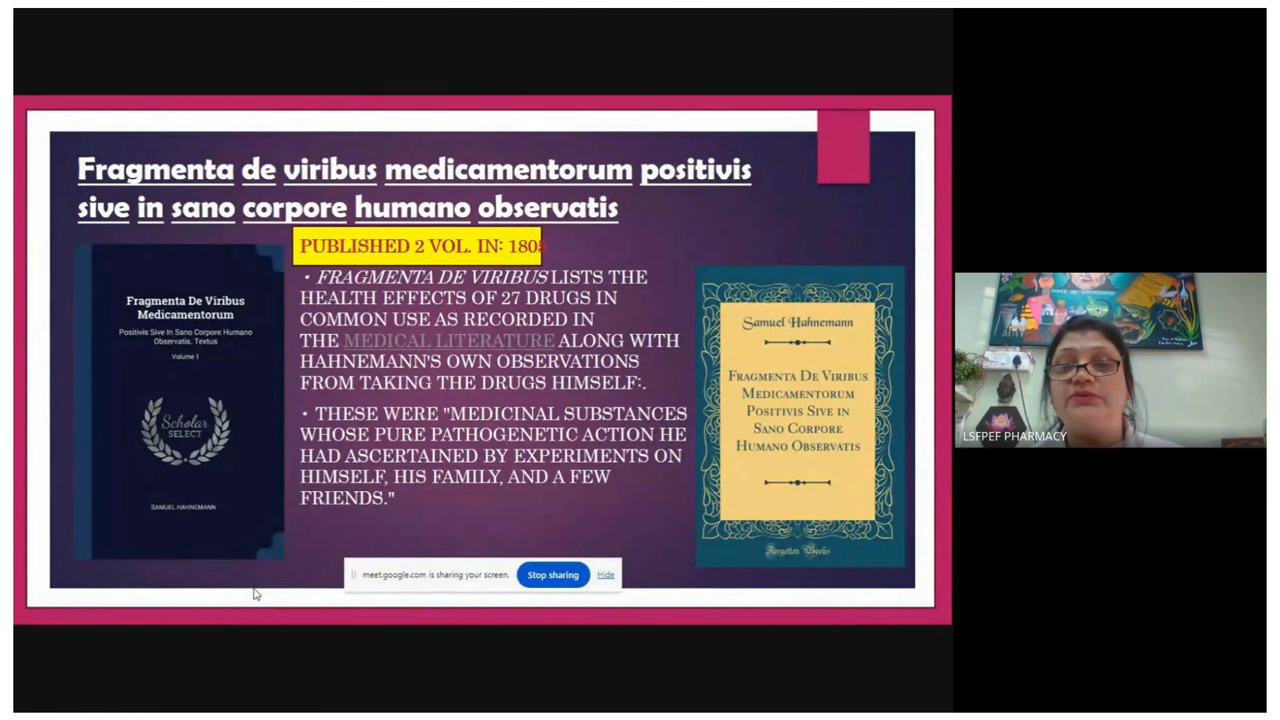 Fragmenta de viribus medicamentorum positivis
sive in sano corpore humano observatis
PUBLISHED 2 VOL. IN: 1805
• FRAGMENTA DE VIRIBUS LISTS THE
HEALTH EFFECTS OF 27 DRUGS IN
COMMON USE AS RECORDED IN
THE MEDICAL LITERATURE ALONG WITH
HAHNEMANN'S OWN OBSERVATIONS
FROM TAKING THE DRUGS HIMSELF:.
• THESE WERE "MEDICINAL SUBSTANCES
WHOSE PURE PATHOGENETIC ACTION HE
HAD ASCERTAINED BY EXPERIMENTS ON
HIMSELF, HIS FAMILY, AND A FEW
FRIENDS."
Fragmenta De Viribus
Medicamentorum
Positivis Sive In Sano Corpore Humano
Observatis. Textus
Volume 1
Scholar
SELECT
SAMUEL HAHNEMANN
Samuel Hahnemann
FRAGMENTA DE VIRIBUS
MEDICAMENTORUM
POSITIVIS SIVE IN
SANO CORPORE
HUMANO OBSERVATIS
Forgotten Books
meet.google.com is sharing your screen.
Stop sharing
Hide
LSFPEF PHARMACY